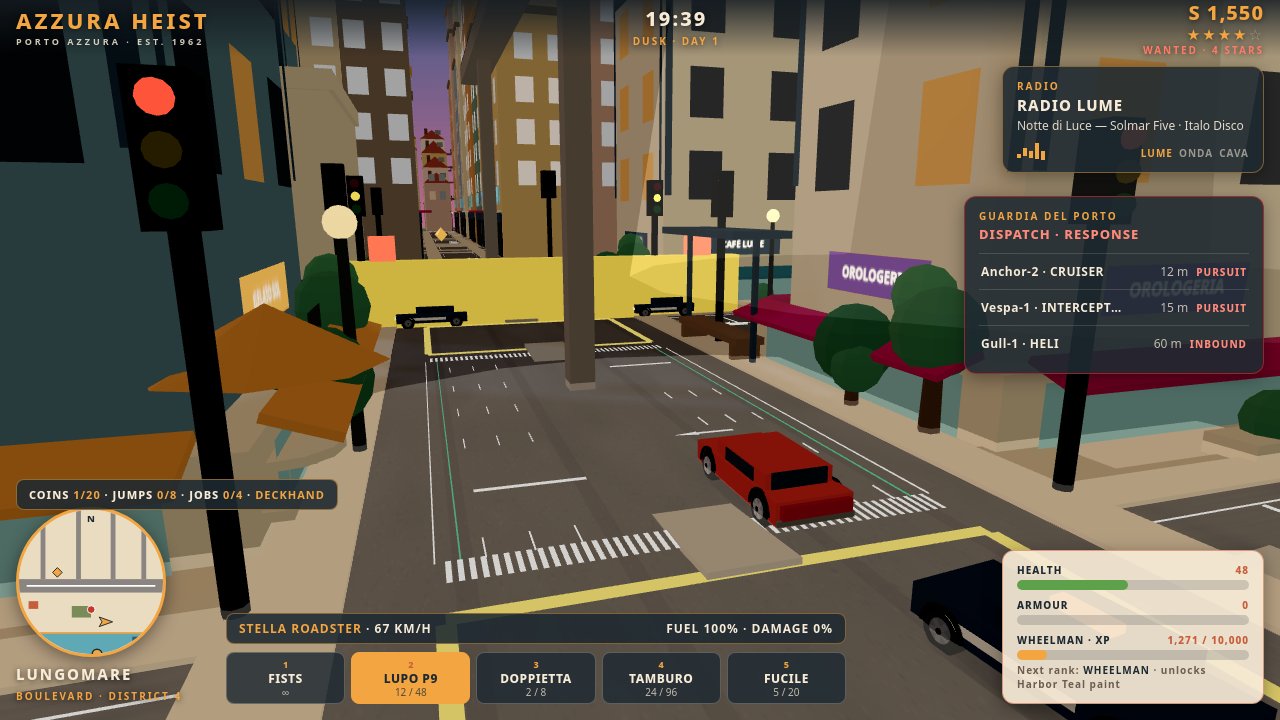 AZZURA HEIST
PORTO AZZURA · EST. 1962
19:39
DUSK · DAY 1
S 1,550
★★★★☆
WANTED · 4 STARS
RADIO
RADIO LUME
Notte di Luce — Solmar Five · Italo Disco
LUME ONDA CAVA
GUARDIA DEL PORTO
DISPATCH · RESPONSE
Anchor-2 · CRUISER 12 m PURSUIT
Vespa-1 · INTERCEPT… 15 m PURSUIT
Gull-1 · HELI 60 m INBOUND
CAFÉ LUME
OROLOGERIA
COINS 1/20 · JUMPS 0/8 · JOBS 0/4 · DECKHAND
N
LUNGOMARE
BOULEVARD · DISTRICT 4
STELLA ROADSTER · 67 KM/H FUEL 100% · DAMAGE 0%
1 FISTS ∞
2 LUPO P9 12 / 48
3 DOPPIETTA 2 / 8
4 TAMBURO 24 / 96
5 FUCILE 5 / 20
HEALTH 48
ARMOUR 0
WHEELMAN · XP 1,271 / 10,000
Next rank: WHEELMAN · unlocks
Harbor Teal paint